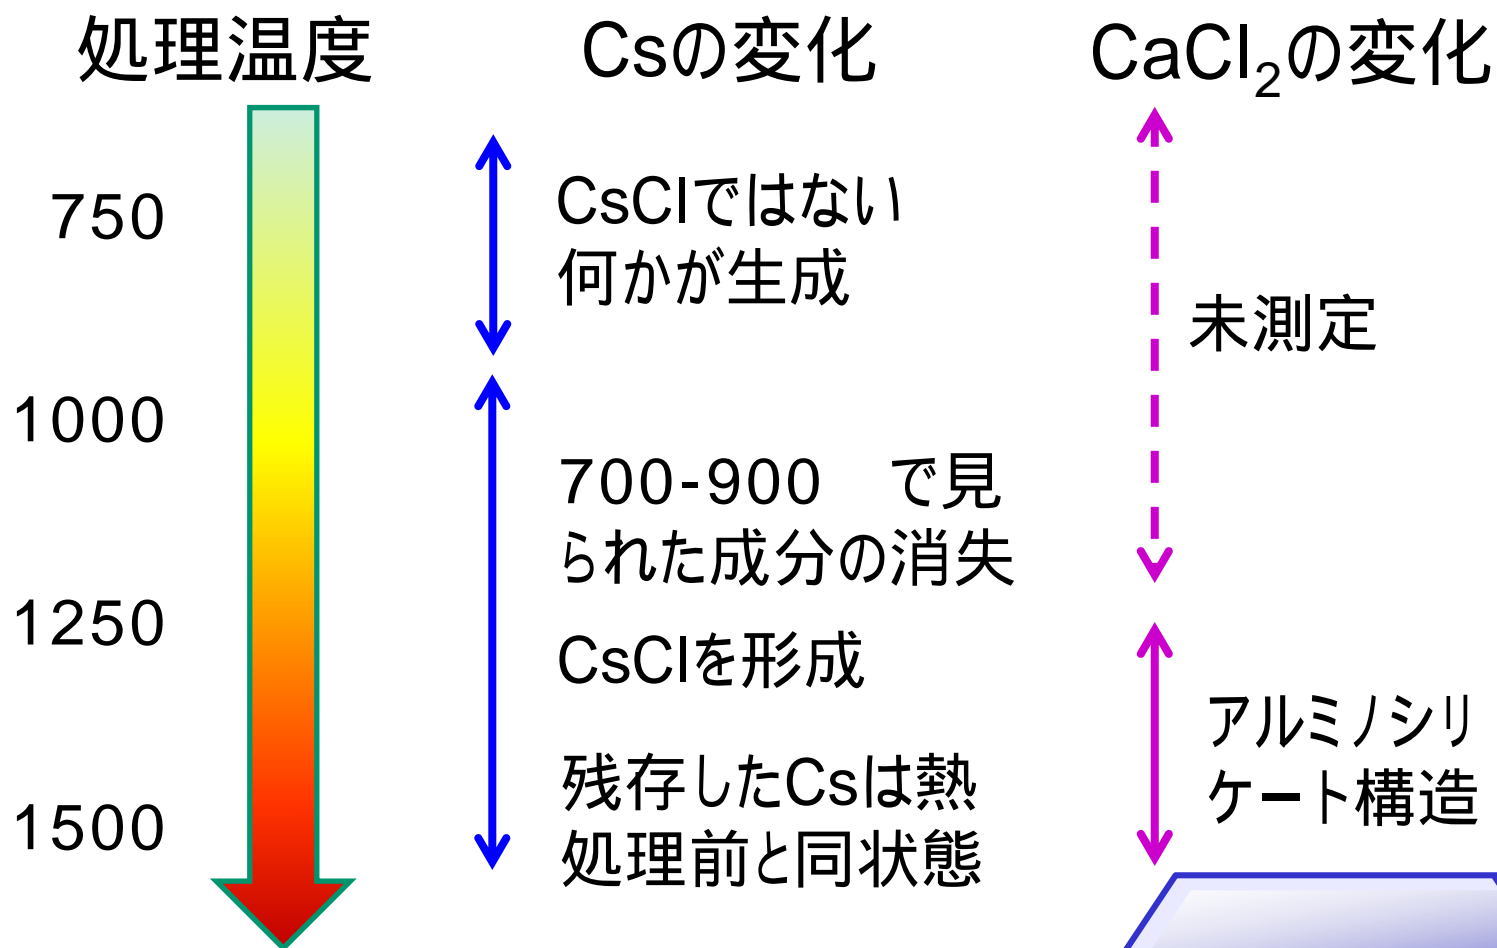 処理温度
Csの変化
CaCl₂の変化
750
1000
1250
1500
CsClではない
何かが生成
700-900　で見
られた成分の消失
CsClを形成
残存したCsは熱
処理前と同状態
未測定
アルミノシリ
ケート構造